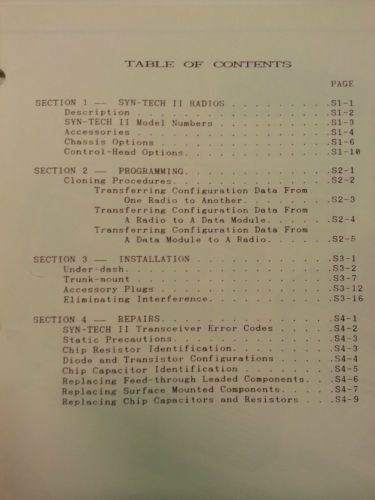 TABLE OF CONTENTS
PAGE
SECTION 1 — SYN-TECH II RADIOS . . . . . . . . .S1-1
Description . . . . . . . . . . . . . . . . .S1-2
SYN-TECH II Model Numbers . . . . . . . . . .S1-3
Accessories . . . . . . . . . . . . . . . . .S1-4
Chassis Options . . . . . . . . . . . . . . .S1-6
Control-Head Options. . . . . . . . . . . . .S1-10
SECTION 2 — PROGRAMMING. . . . . . . . . . . . .S2-1
Cloning Procedures. . . . . . . . . . . . . .S2-2
Transferring Configuration Data From
One Radio to Another. . . . . . . .S2-3
Transferring Configuration Data From
A Radio to A Data Module. . . . . .S2-4
Transferring Configuration Data From
A Data Module to A Radio. . . . . .S2-5
SECTION 3 — INSTALLATION . . . . . . . . . . . .S3-1
Under-dash. . . . . . . . . . . . . . . . . .S3-2
Trunk-mount . . . . . . . . . . . . . . . . .S3-7
Accessory Plugs . . . . . . . . . . . . . . .S3-12
Eliminating Interference. . . . . . . . . . .S3-16
SECTION 4 — REPAIRS. . . . . . . . . . . . . . .S4-1
SYN-TECH II Transceiver Error Codes . . . . .S4-2
Static Precautions. . . . . . . . . . . . . .S4-3
Chip Resistor Identification. . . . . . . . .S4-3
Diode and Transistor Configurations . . . . .S4-4
Chip Capacitor Identification . . . . . . . .S4-5
Replacing Feed-through Leaded Components. . .S4-6
Replacing Surface Mounted Components. . . . .S4-7
Replacing Chip Capacitors and Resistors . . .S4-9